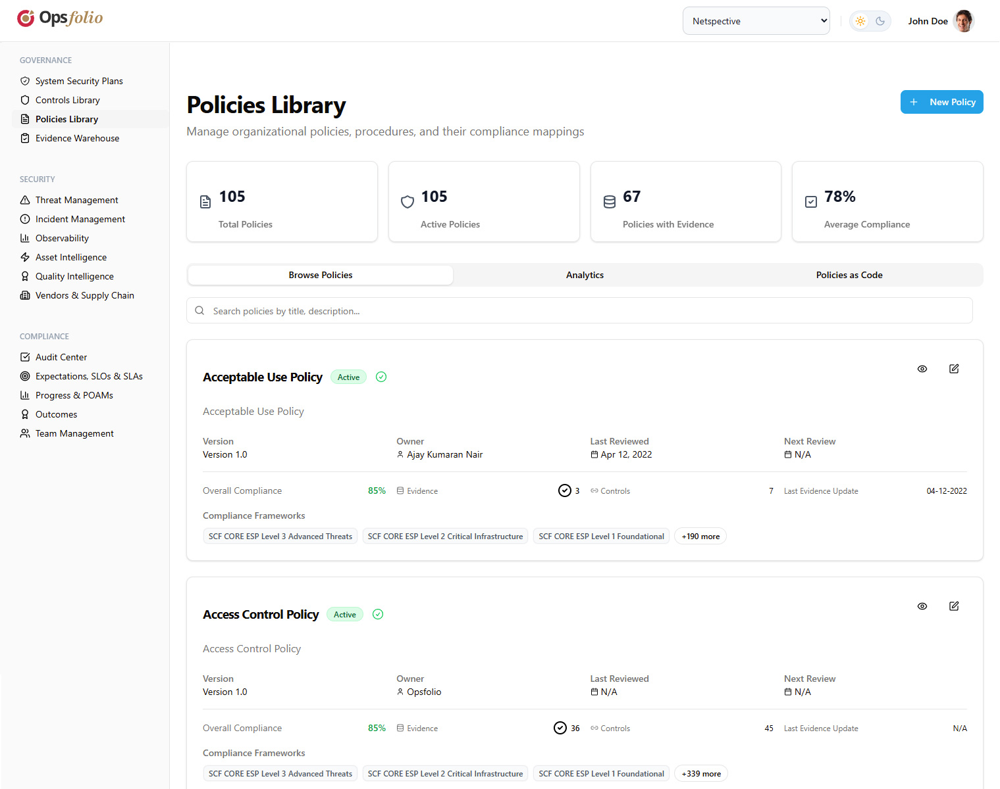 Opsfolio
Netspective
John Doe
GOVERNANCE
System Security Plans
Controls Library
Policies Library
Evidence Warehouse
SECURITY
Threat Management
Incident Management
Observability
Asset Intelligence
Quality Intelligence
Vendors & Supply Chain
COMPLIANCE
Audit Center
Expectations, SLOs & SLAs
Progress & POAMs
Outcomes
Team Management
Policies Library
New Policy
Manage organizational policies, procedures, and their compliance mappings
105
Total Policies
105
Active Policies
67
Policies with Evidence
78%
Average Compliance
Browse Policies
Analytics
Policies as Code
Search policies by title, description...
Acceptable Use Policy
Active
Acceptable Use Policy
Version
Version 1.0
Owner
Ajay Kumaran Nair
Last Reviewed
Apr 12, 2022
Next Review
N/A
Overall Compliance 85%
Evidence 3
Controls 7
Last Evidence Update 04-12-2022
Compliance Frameworks
SCF CORE ESP Level 3 Advanced Threats
SCF CORE ESP Level 2 Critical Infrastructure
SCF CORE ESP Level 1 Foundational
+190 more
Access Control Policy
Active
Access Control Policy
Version
Version 1.0
Owner
Opsfolio
Last Reviewed
N/A
Next Review
N/A
Overall Compliance 85%
Evidence 36
Controls 45
Last Evidence Update N/A
Compliance Frameworks
SCF CORE ESP Level 3 Advanced Threats
SCF CORE ESP Level 2 Critical Infrastructure
SCF CORE ESP Level 1 Foundational
+339 more